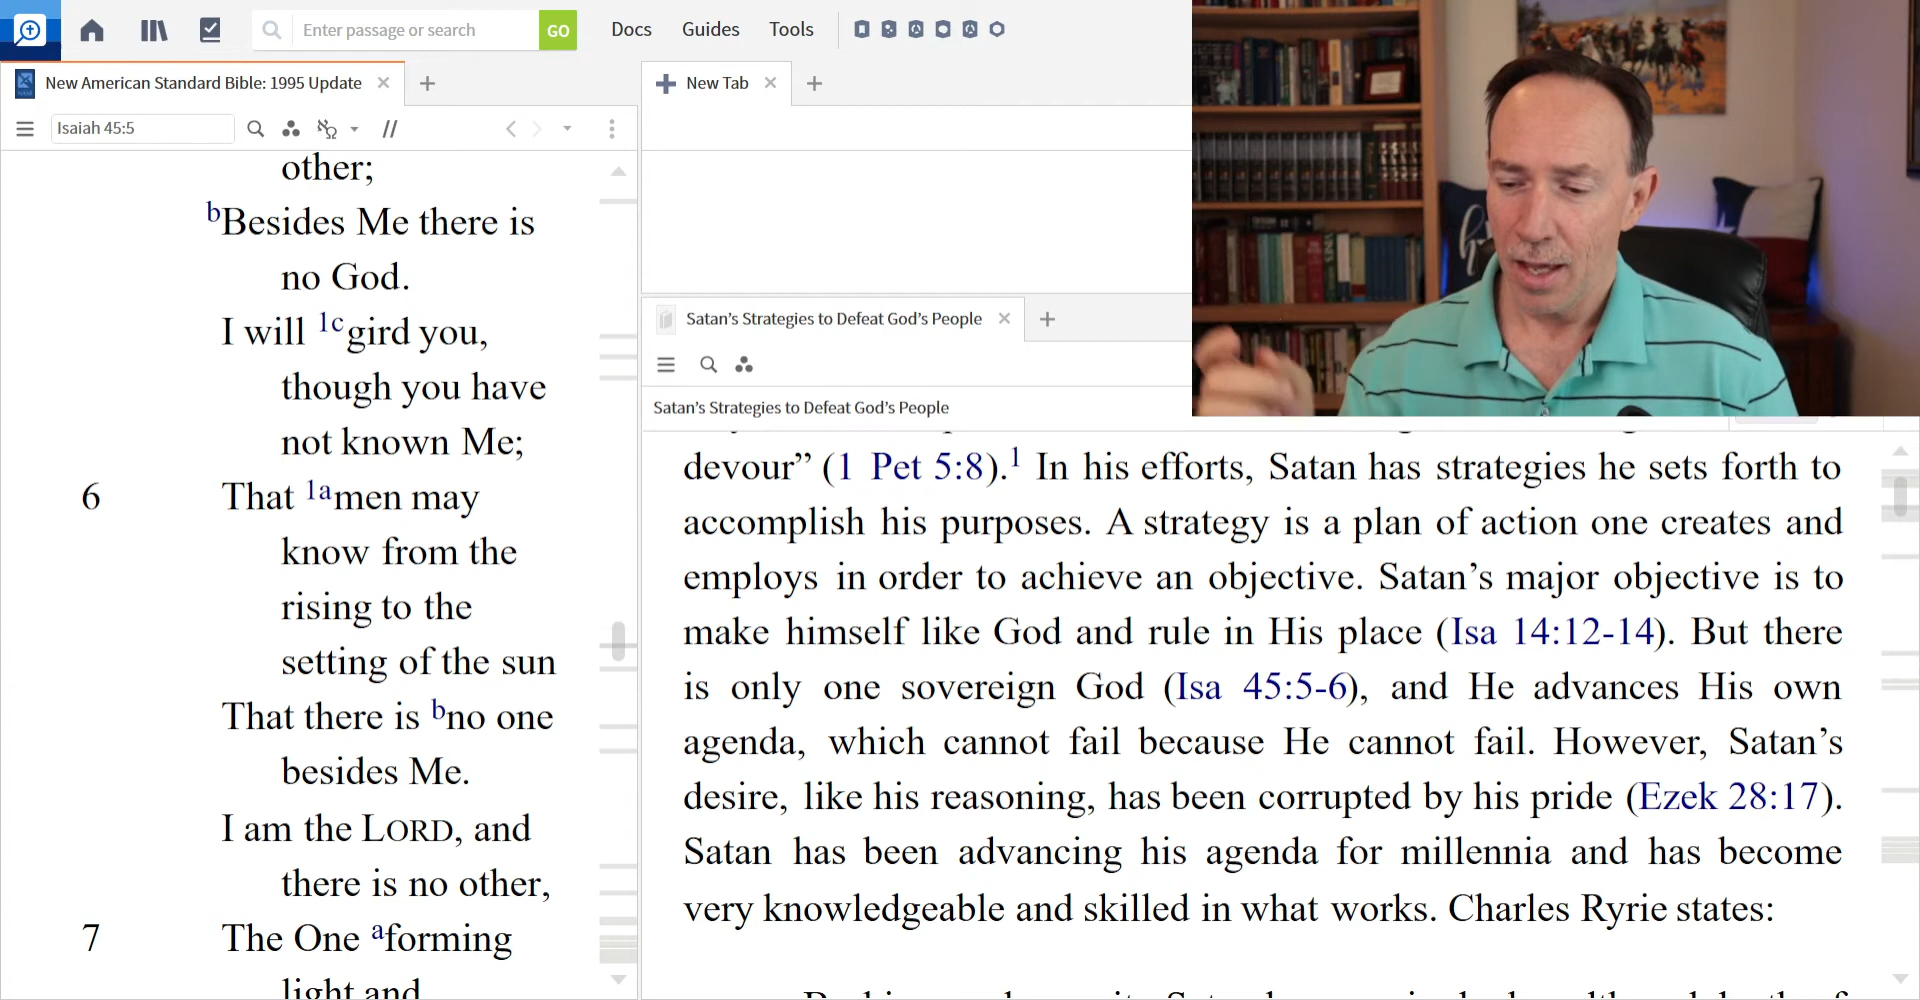 Enter passage or search
GO
Docs
Guides
Tools
New American Standard Bible: 1995 Update
New Tab
Isaiah 45:5
other;
bBesides Me there is
no God.
I will 1cgird you,
though you have
not known Me;
6 That 1amen may
know from the
rising to the
setting of the sun
That there is bno one
besides Me.
I am the LORD, and
there is no other,
7 The One aforming
light and
Satan’s Strategies to Defeat God’s People
Satan’s Strategies to Defeat God’s People
devour” (1 Pet 5:8).1 In his efforts, Satan has strategies he sets forth to
accomplish his purposes. A strategy is a plan of action one creates and
employs in order to achieve an objective. Satan’s major objective is to
make himself like God and rule in His place (Isa 14:12-14). But there
is only one sovereign God (Isa 45:5-6), and He advances His own
agenda, which cannot fail because He cannot fail. However, Satan’s
desire, like his reasoning, has been corrupted by his pride (Ezek 28:17).
Satan has been advancing his agenda for millennia and has become
very knowledgeable and skilled in what works. Charles Ryrie states: